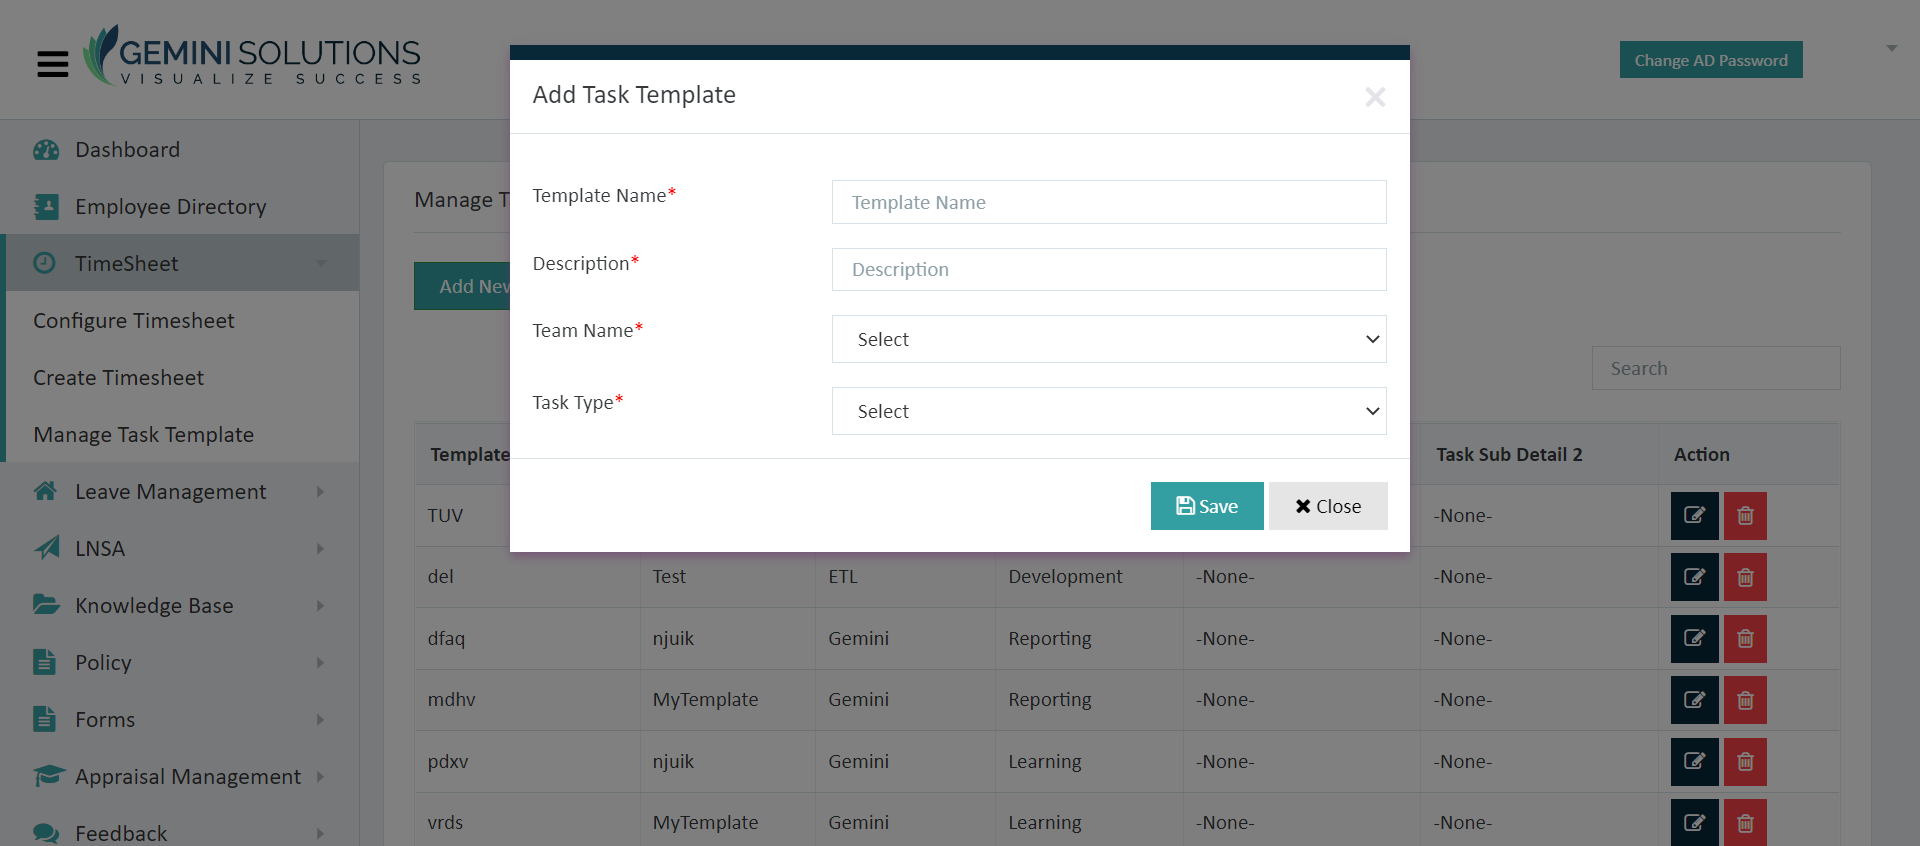 GEMINI SOLUTIONS
VISUALIZE SUCCESS
Change AD Password
Dashboard
Employee Directory
TimeSheet
Configure Timesheet
Create Timesheet
Manage Task Template
Leave Management
LNSA
Knowledge Base
Policy
Forms
Appraisal Management
Feedback
Manage T
Add New
Search
Add Task Template
Template Name*
Template Name
Description*
Description
Team Name*
Select
Task Type*
Select
Save
Close
Template Task Sub Detail 2 Action
TUV -None-
del Test ETL Development -None- -None-
dfaq njuik Gemini Reporting -None- -None-
mdhv MyTemplate Gemini Reporting -None- -None-
pdxv njuik Gemini Learning -None- -None-
vrds MyTemplate Gemini Learning -None- -None-